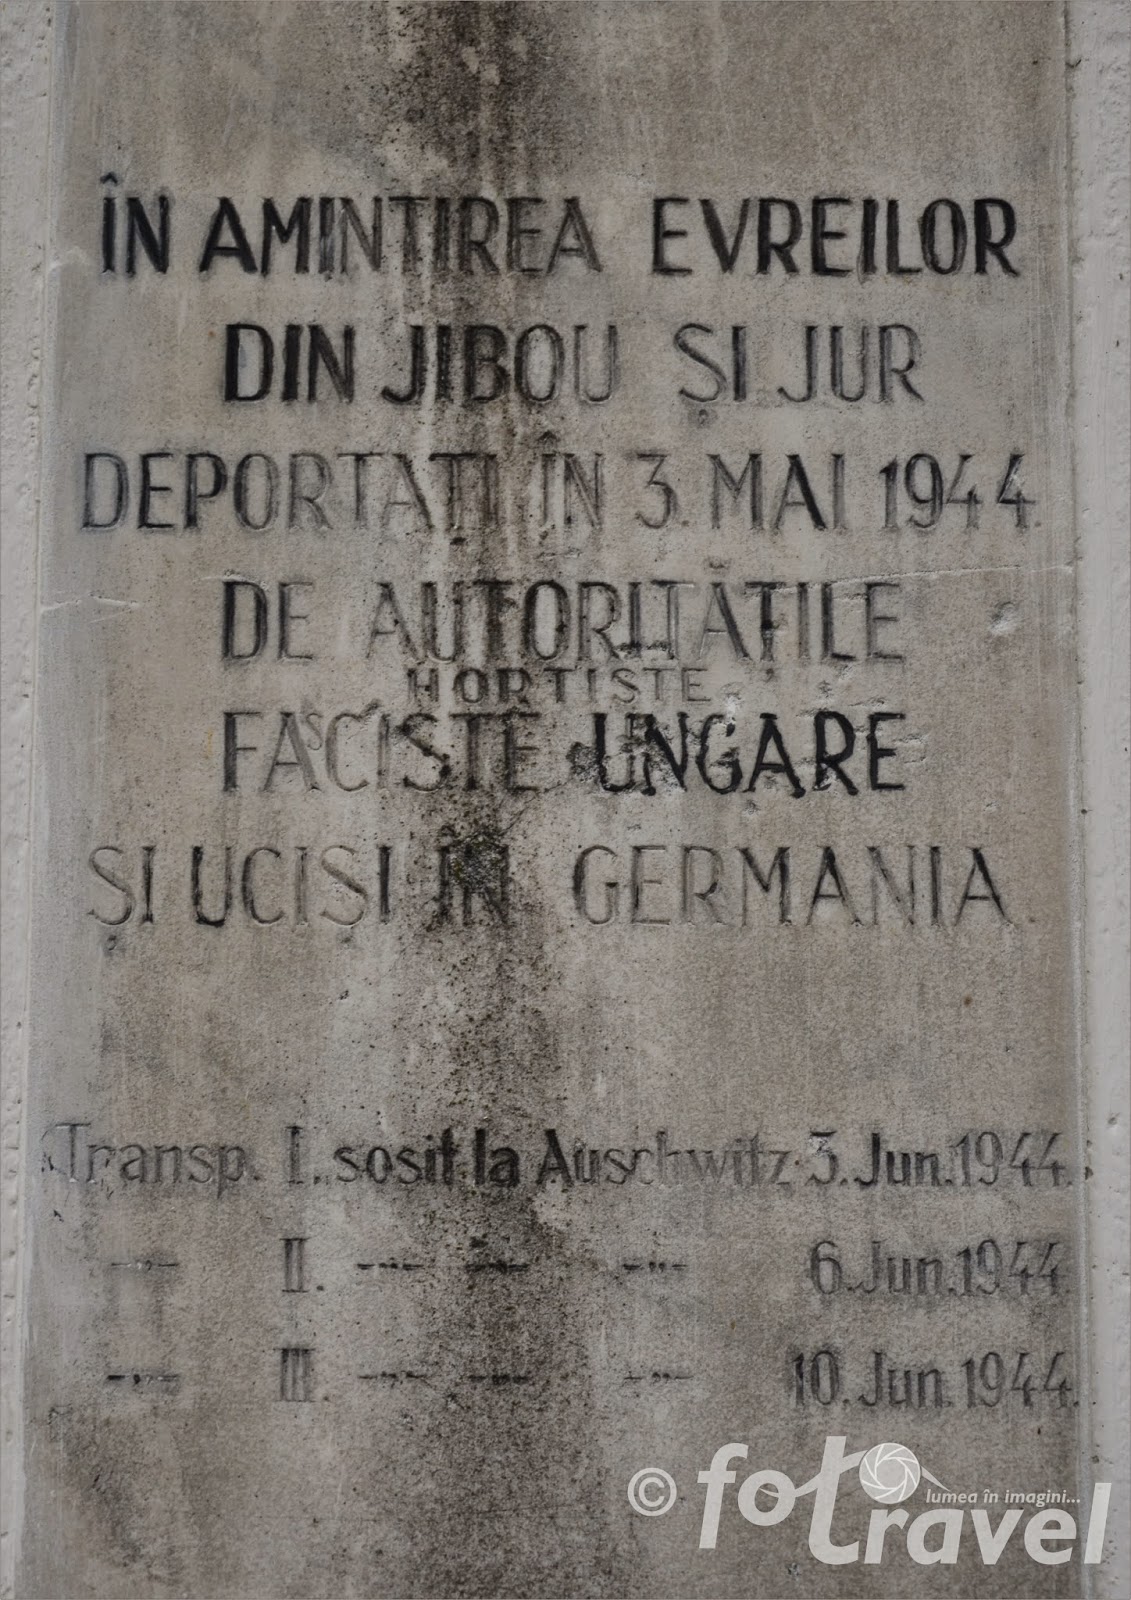 ÎN AMINTIREA EVREILOR
DIN JIBOU ȘI JUR
DEPORTAȚI ÎN 3. MAI 1944.
DE AUTORITĂȚILE
HORTISTE
FASCISTE UNGARE
ȘI UCIȘI ÎN GERMANIA.
Transp. I. sosit la Auschwitz 3. Jun. 1944.
-"- II. -"- -"- -"- 6. Jun. 1944.
-"- III. -"- -"- -"- 10. Jun. 1944.
© fototravel
lumea în imagini...